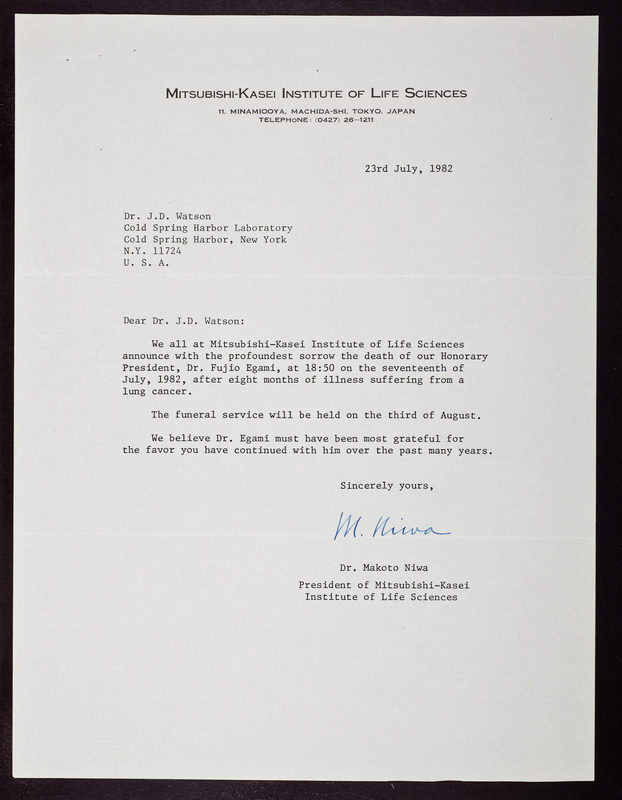 MITSUBISHI-KASEI INSTITUTE OF LIFE SCIENCES
11, MINAMIOOYA, MACHIDA-SHI, TOKYO, JAPAN
TELEPHONE: (0427) 26-1211
23rd July, 1982
Dr. J.D. Watson
Cold Spring Harbor Laboratory
Cold Spring Harbor, New York
N.Y. 11724
U. S. A.
Dear Dr. J.D. Watson:
We all at Mitsubishi-Kasei Institute of Life Sciences
announce with the profoundest sorrow the death of our Honorary
President, Dr. Fujio Egami, at 18:50 on the seventeenth of
July, 1982, after eight months of illness suffering from a
lung cancer.
The funeral service will be held on the third of August.
We believe Dr. Egami must have been most grateful for
the favor you have continued with him over the past many years.
Sincerely yours,
M. Niwa
Dr. Makoto Niwa
President of Mitsubishi-Kasei
Institute of Life Sciences